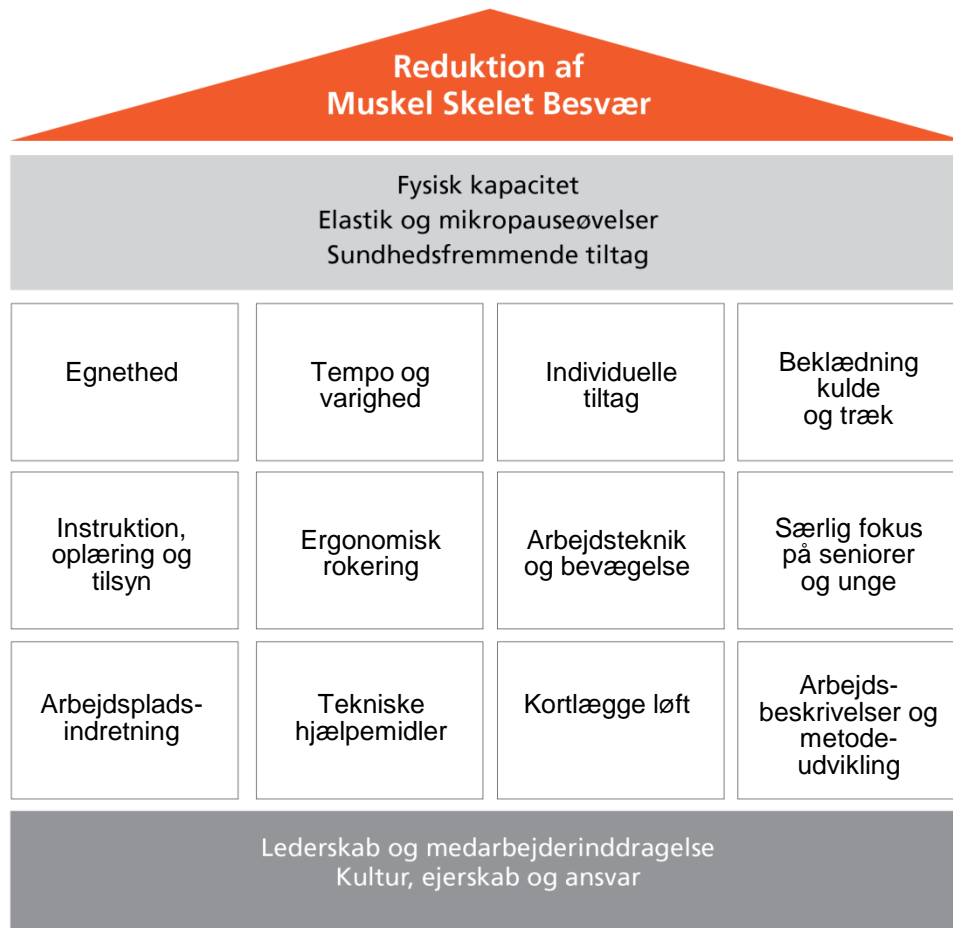 Reduktion af
Muskel Skelet Besvær
Fysisk kapacitet
Elastik og mikropauseøvelser
Sundhedsfremmende tiltag
Egnethed
Tempo og
varighed
Individuelle
tiltag
Beklædning
kulde
og træk
Instruktion,
oplæring og
tilsyn
Ergonomisk
rokering
Arbejdsteknik
og bevægelse
Særlig fokus
på seniorer
og unge
Arbejdsplads-
indretning
Tekniske
hjælpemidler
Kortlægge løft
Arbejds-
beskrivelser og
metode-
udvikling
Lederskab og medarbejderinddragelse
Kultur, ejerskab og ansvar